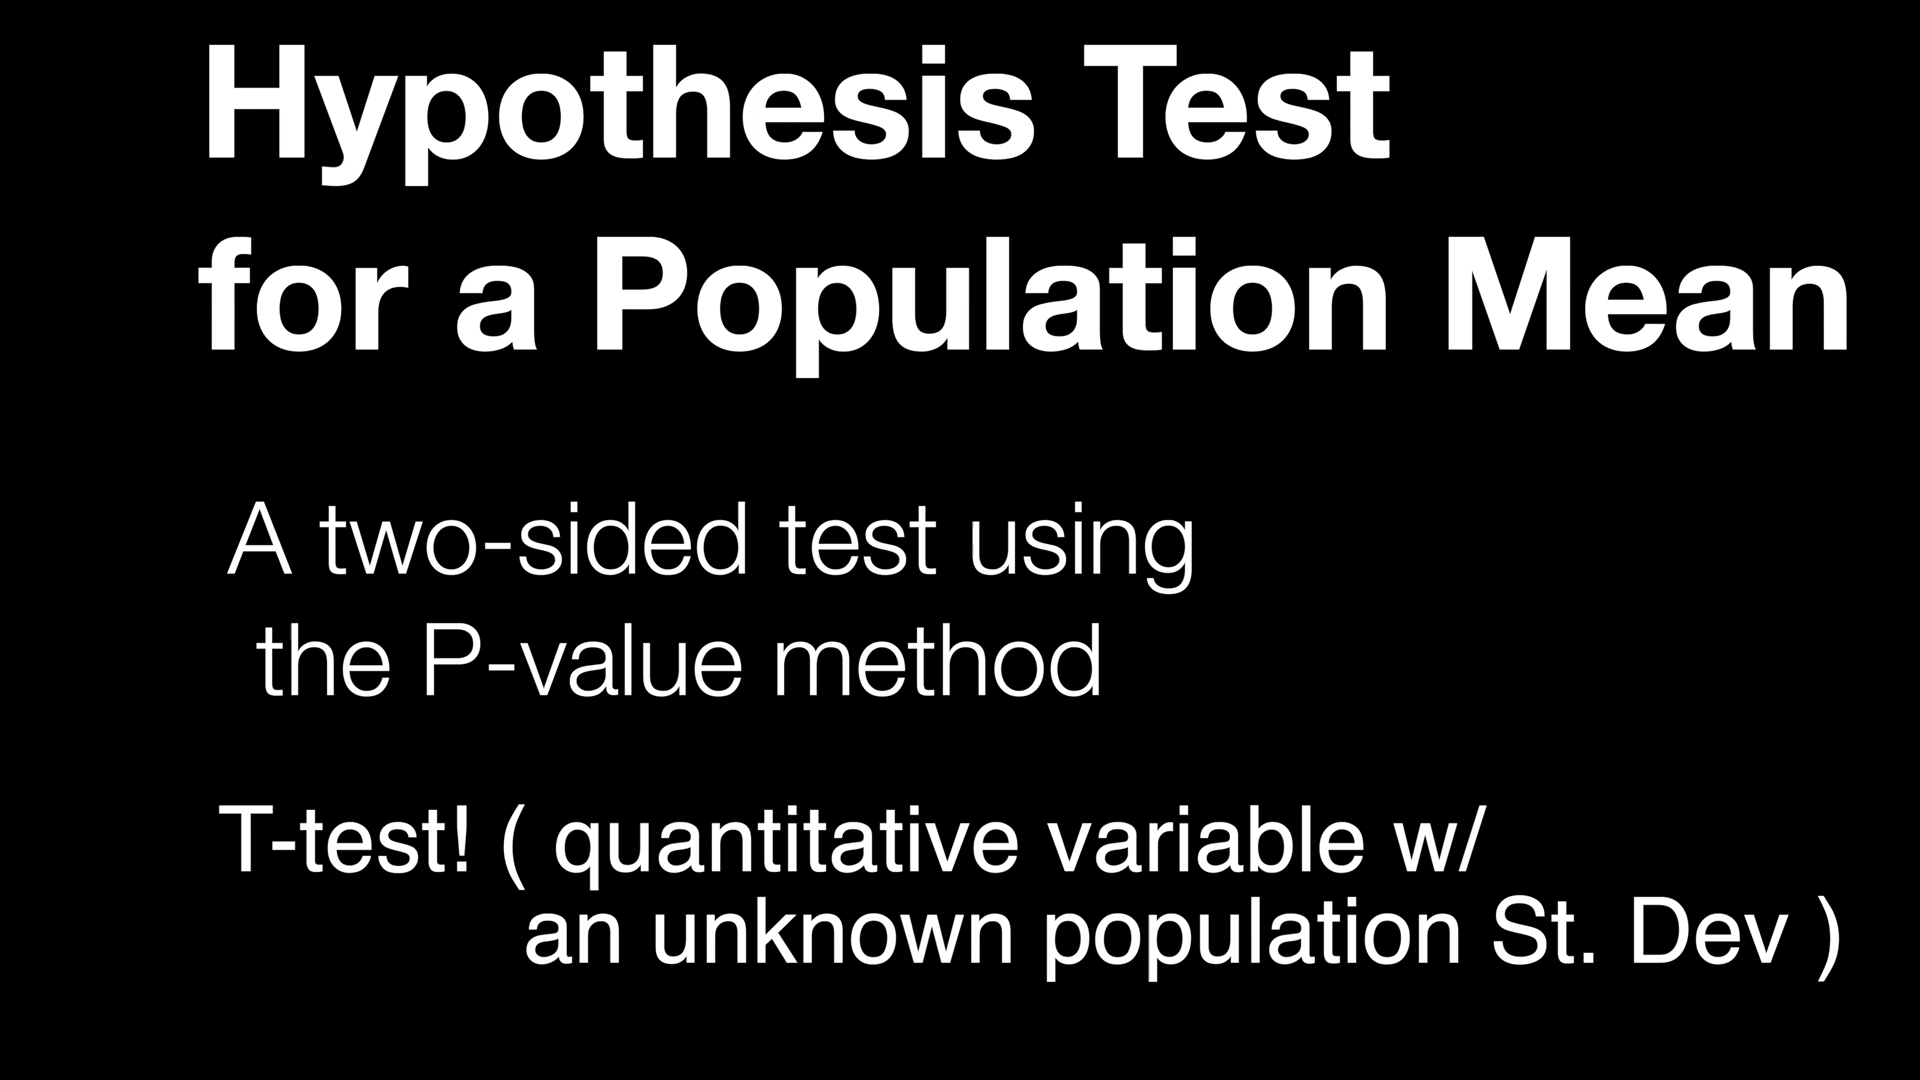 Hypothesis Test
for a Population Mean
A two-sided test using
the P-value method
T-test! ( quantitative variable w/
an unknown population St. Dev )